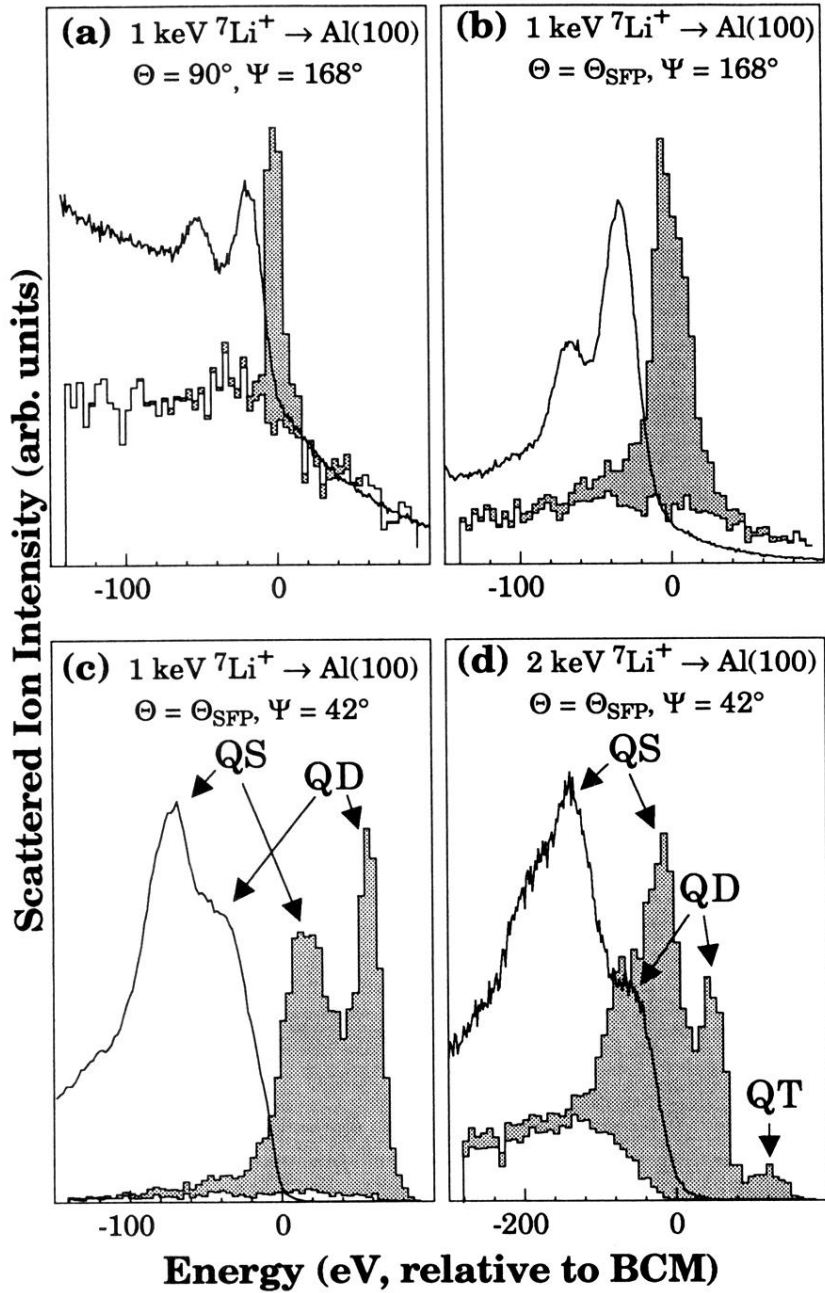 (a) 1 keV ⁷Li⁺ → Al(100)
Θ = 90°, Ψ = 168°
(b) 1 keV ⁷Li⁺ → Al(100)
Θ = Θ_SFP, Ψ = 168°
-100 0
-100 0
(c) 1 keV ⁷Li⁺ → Al(100)
Θ = Θ_SFP, Ψ = 42°
QS
QD
(d) 2 keV ⁷Li⁺ → Al(100)
Θ = Θ_SFP, Ψ = 42°
QS
QD
QT
-100 0
-200 0
Scattered Ion Intensity (arb. units)
Energy (eV, relative to BCM)